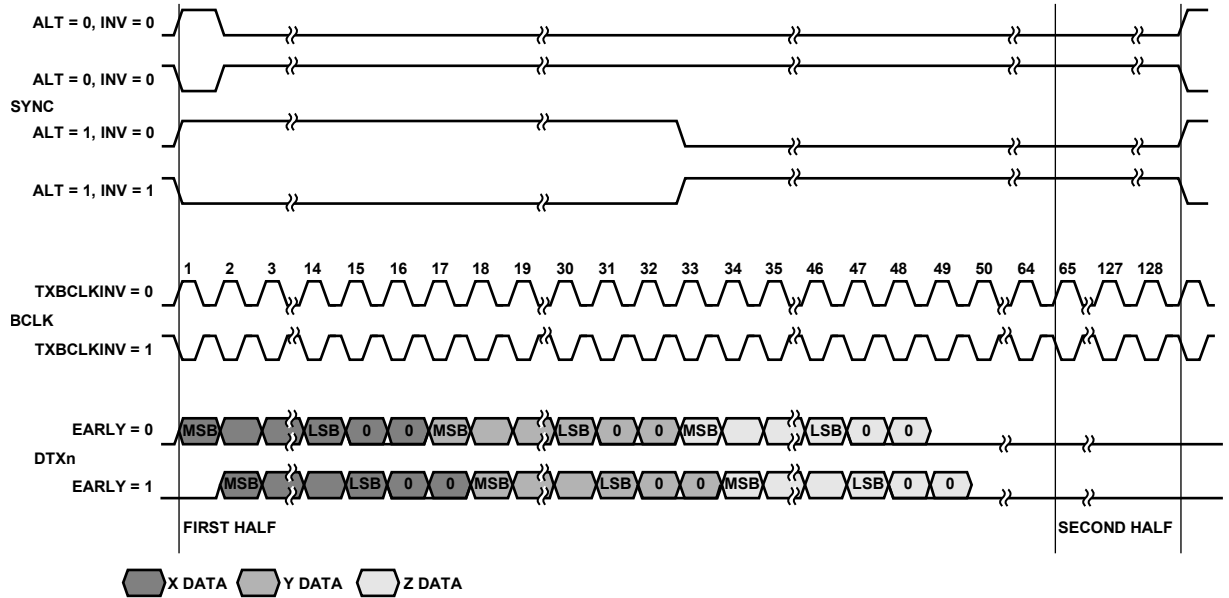 ALT = 0, INV = 0
ALT = 0, INV = 0
SYNC
ALT = 1, INV = 0
ALT = 1, INV = 1
1 2 3 14 15 16 17 18 19 30 31 32 33 34 35 46 47 48 49 50 64 65 127 128
TXBCLKINV = 0
BCLK
TXBCLKINV = 1
EARLY = 0 MSB LSB 0 0 MSB LSB 0 0 MSB LSB 0 0
DTXn
EARLY = 1 MSB LSB 0 0 MSB LSB 0 0 MSB LSB 0 0
FIRST HALF SECOND HALF
X DATA Y DATA Z DATA